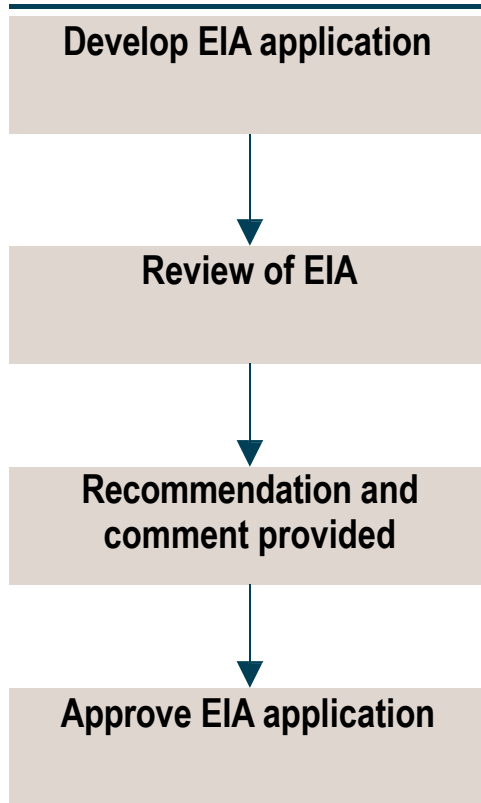 Develop EIA application
Review of EIA
Recommendation and
comment provided
Approve EIA application